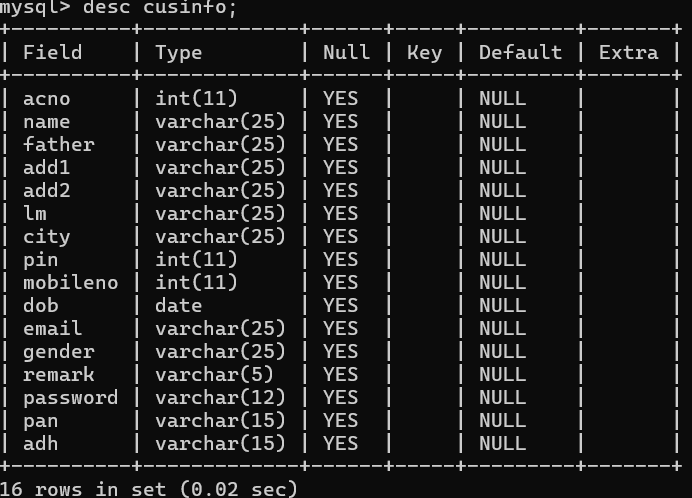 mysql> desc cusinfo;
+----------+-------------+------+-----+---------+-------+
| Field    | Type        | Null | Key | Default | Extra |
+----------+-------------+------+-----+---------+-------+
| acno     | int(11)     | YES  |     | NULL    |       |
| name     | varchar(25) | YES  |     | NULL    |       |
| father   | varchar(25) | YES  |     | NULL    |       |
| add1     | varchar(25) | YES  |     | NULL    |       |
| add2     | varchar(25) | YES  |     | NULL    |       |
| lm       | varchar(25) | YES  |     | NULL    |       |
| city     | varchar(25) | YES  |     | NULL    |       |
| pin      | int(11)     | YES  |     | NULL    |       |
| mobileno | int(11)     | YES  |     | NULL    |       |
| dob      | date        | YES  |     | NULL    |       |
| email    | varchar(25) | YES  |     | NULL    |       |
| gender   | varchar(25) | YES  |     | NULL    |       |
| remark   | varchar(5)  | YES  |     | NULL    |       |
| password | varchar(12) | YES  |     | NULL    |       |
| pan      | varchar(15) | YES  |     | NULL    |       |
| adh      | varchar(15) | YES  |     | NULL    |       |
+----------+-------------+------+-----+---------+-------+
16 rows in set (0.02 sec)